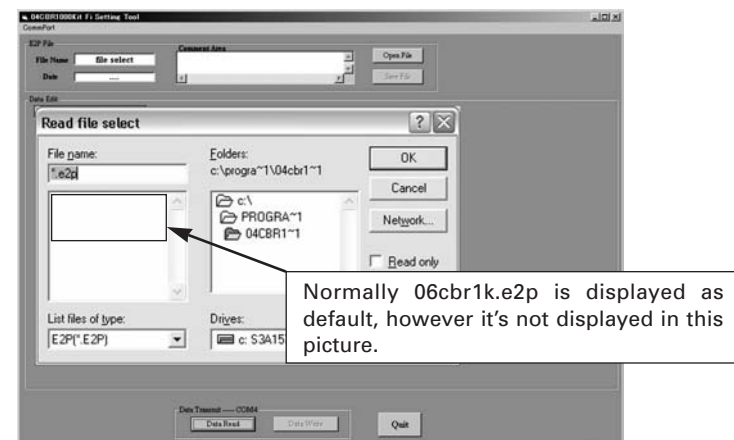 04CBR1000Kit Fi Setting Tool
CommPort
E2P File
File Name file select
Date ----
Comment Area
Open File
Save File
Data Edit
Read file select
File name:
*.e2p
Folders:
c:\progra~1\04cbr1~1
OK
Cancel
c:\
PROGRA~1
04CBR1~1
Network...
Read only
Normally 06cbr1k.e2p is displayed as
default, however it's not displayed in this
picture.
List files of type:
E2P(*.E2P)
Drives:
c: S3A15
Data Transmit ---- COM4
Data Read
Data Write
Quit